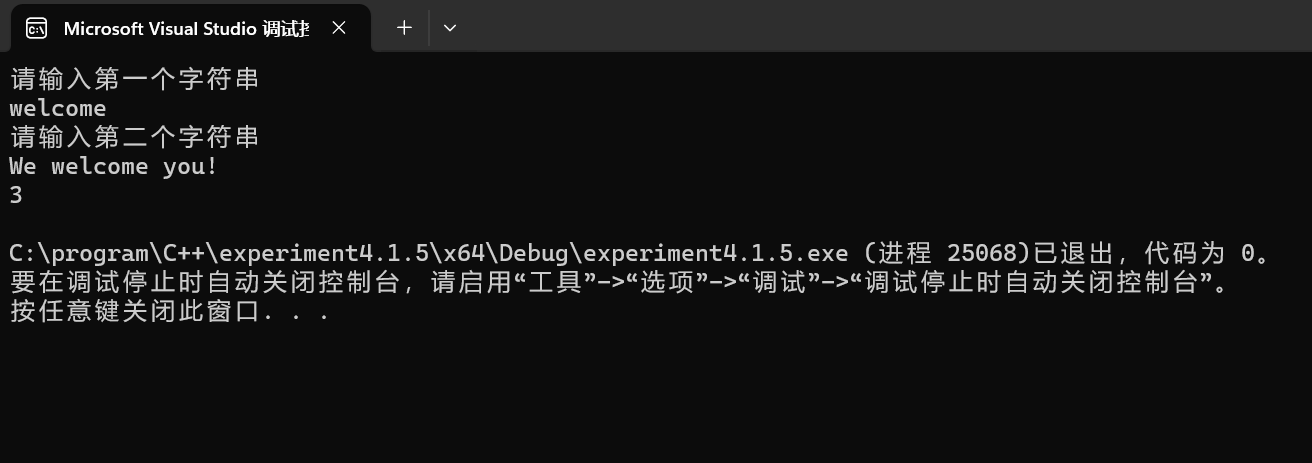 Microsoft Visual Studio 调试
请输入第一个字符串
welcome
请输入第二个字符串
We welcome you!
3
C:\program\C++\experiment4.1.5\x64\Debug\experiment4.1.5.exe (进程 25068)已退出，代码为 0。
要在调试停止时自动关闭控制台，请启用“工具”->“选项”->“调试”->“调试停止时自动关闭控制台”。
按任意键关闭此窗口. . .